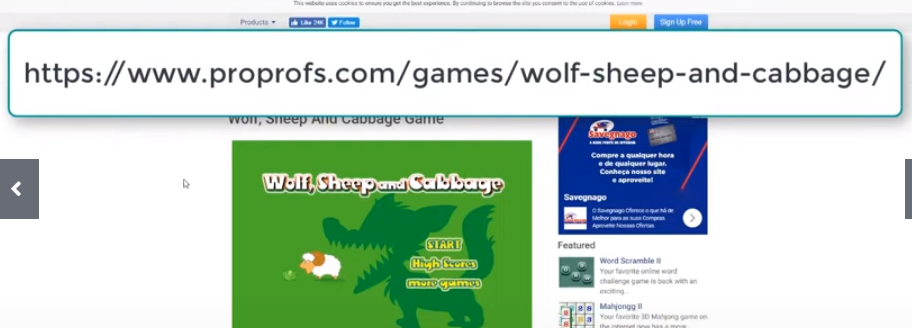 This website uses cookies to ensure you get the best experience. By continuing to browse the site you consent to the use of cookies. Learn more
Products
Like 24K
Follow
Login
Sign Up Free
https://www.proprofs.com/games/wolf-sheep-and-cabbage/
Wolf, Sheep And Cabbage Game
Wolf, Sheep and Cabbage
START
High Scores
more games
Savegnago
Compre a qualquer hora
e de qualquer lugar.
Conheça nosso site
e aproveite!
Savegnago
O Savegnago Oferece o que há de
Melhor para as suas Compras
Aproveite Nossas Ofertas.
Featured
Word Scramble II
Your favorite online word
challenge game is back with an
exciting..
Mahjongg II
Your favorite 3D Mahjong game on
the internet now has a more